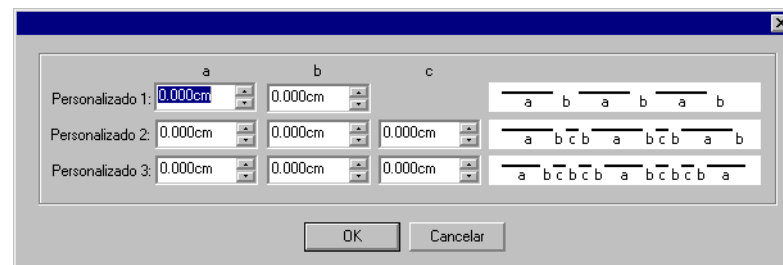 a b c
Personalizado 1: 0.000cm 0.000cm a b a b a b
Personalizado 2: 0.000cm 0.000cm 0.000cm a b c b a b c b a b
Personalizado 3: 0.000cm 0.000cm 0.000cm a b c b c b a b c b c b a
OK Cancelar